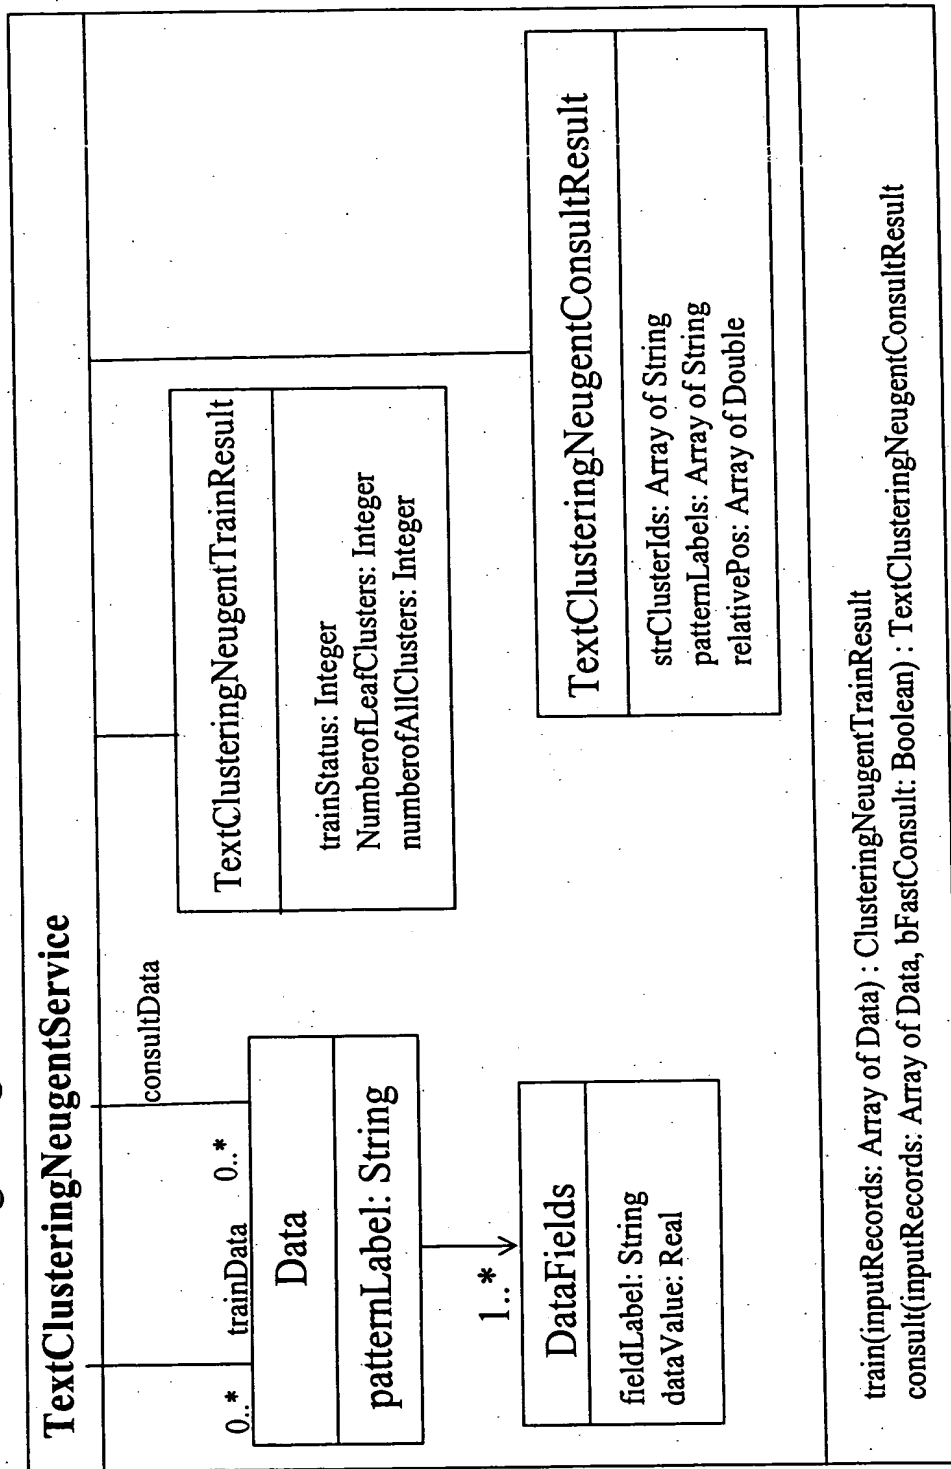 TextClusteringNeugentService
consultData
0..*
trainData
0..*
Data
patternLabel: String
1..*
DataFields
fieldLabel: String
dataValue: Real
TextClusteringNeugentTrainResult
trainStatus: Integer
NumberofLeafClusters: Integer
numberofAllClusters: Integer
TextClusteringNeugentConsultResult
strClusterIds: Array of String
patternLabels: Array of String
relativePos: Array of Double
train(inputRecords: Array of Data) : ClusteringNeugentTrainResult
consult(inputRecords: Array of Data, bFastConsult: Boolean) : TextClusteringNeugentConsultResult